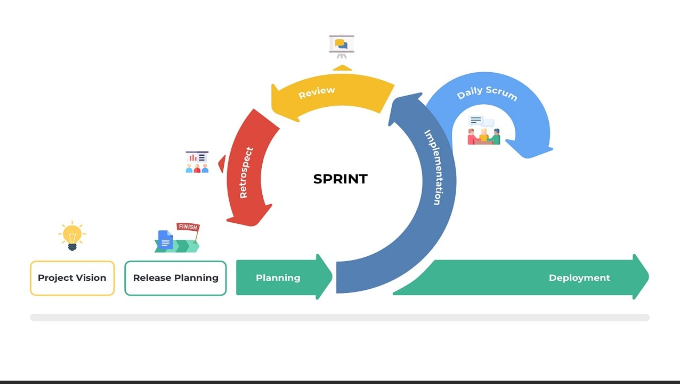 Review
Daily Scrum
Implementation
Retrospect
SPRINT
FINISH
Project Vision
Release Planning
Planning
Deployment